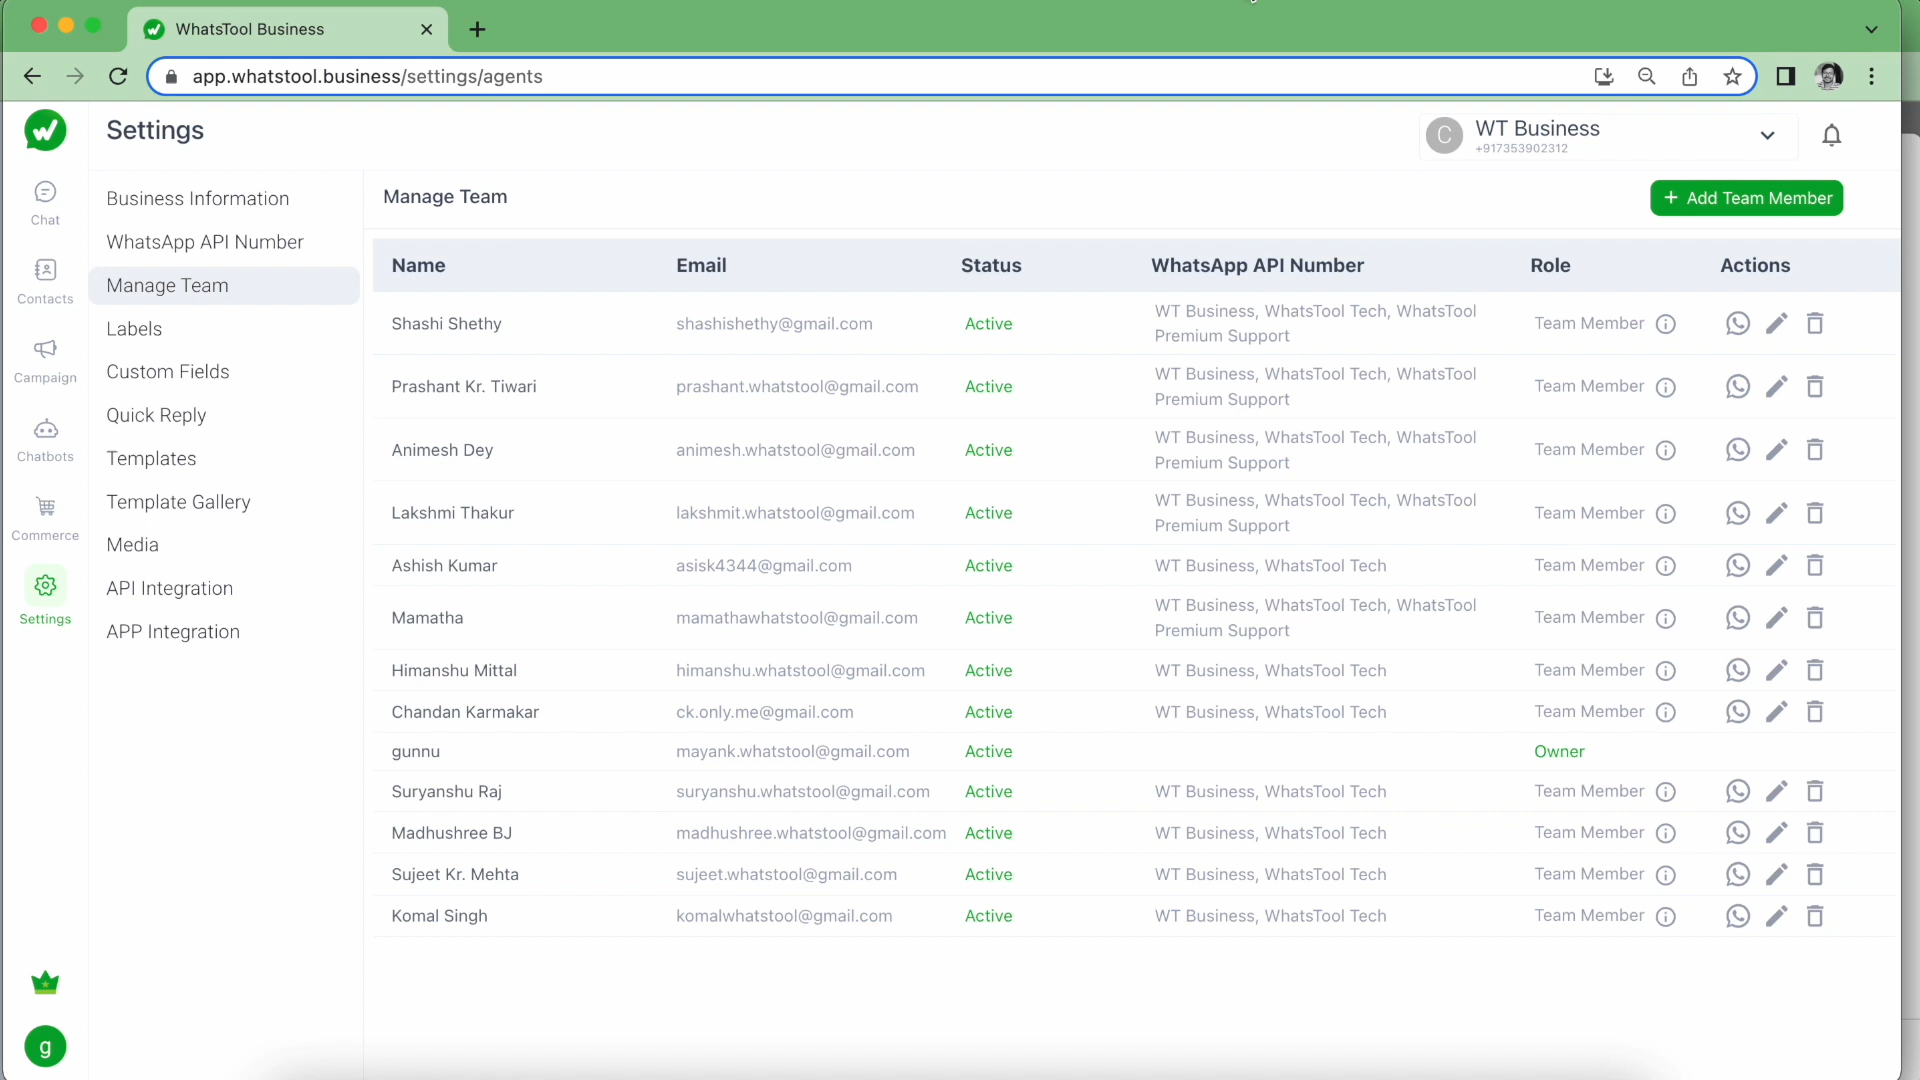 WhatsTool Business
app.whatstool.business/settings/agents
Settings
C
WT Business
+917353902312
Chat
Contacts
Campaign
Chatbots
Commerce
Settings
g
Business Information
WhatsApp API Number
Manage Team
Labels
Custom Fields
Quick Reply
Templates
Template Gallery
Media
API Integration
APP Integration
Manage Team
+ Add Team Member
Name Email Status WhatsApp API Number Role Actions
Shashi Shethy shashishethy@gmail.com Active WT Business, WhatsTool Tech, WhatsTool
Premium Support Team Member
Prashant Kr. Tiwari prashant.whatstool@gmail.com Active WT Business, WhatsTool Tech, WhatsTool
Premium Support Team Member
Animesh Dey animesh.whatstool@gmail.com Active WT Business, WhatsTool Tech, WhatsTool
Premium Support Team Member
Lakshmi Thakur lakshmit.whatstool@gmail.com Active WT Business, WhatsTool Tech, WhatsTool
Premium Support Team Member
Ashish Kumar asisk4344@gmail.com Active WT Business, WhatsTool Tech Team Member
Mamatha mamathawhatstool@gmail.com Active WT Business, WhatsTool Tech, WhatsTool
Premium Support Team Member
Himanshu Mittal himanshu.whatstool@gmail.com Active WT Business, WhatsTool Tech Team Member
Chandan Karmakar ck.only.me@gmail.com Active WT Business, WhatsTool Tech Team Member
gunnu mayank.whatstool@gmail.com Active Owner
Suryanshu Raj suryanshu.whatstool@gmail.com Active WT Business, WhatsTool Tech Team Member
Madhushree BJ madhushree.whatstool@gmail.com Active WT Business, WhatsTool Tech Team Member
Sujeet Kr. Mehta sujeet.whatstool@gmail.com Active WT Business, WhatsTool Tech Team Member
Komal Singh komalwhatstool@gmail.com Active WT Business, WhatsTool Tech Team Member